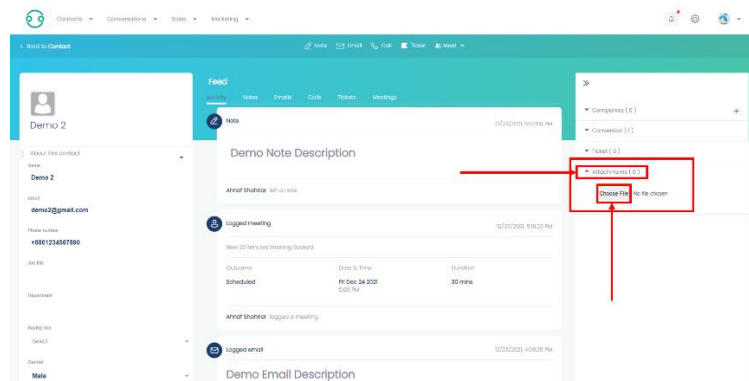 Contacts
Conversations
Sales
Marketing
< Back to Contact
Note
Email
Call
Ticket
Meet
Demo 2
About this contact
Name
Demo 2
Email
demo2@gmail.com
Phone number
+8801234567890
Job title
Department
Buying role
Select
Gender
Male
Feed
Activity
Notes
Emails
Calls
Tickets
Meetings
Note
Demo Note Description
Ahnaf Shahriar left a note
Logged meeting
New 30 Minutes Meeting Booked.
Outcome
Date & Time
Duration
Scheduled
Fri Dec 24 2021
30 mins
Ahnaf Shahriar logged a meeting
Logged email
Demo Email Description
Companies ( 0 )
Conversion ( 1 )
Ticket ( 0 )
Attachments ( 0 )
Choose File No file chosen